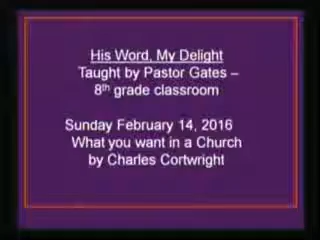 His Word, My Delight
Taught by Pastor Gates –
8th grade classroom
Sunday February 14, 2016
What you want in a Church
by Charles Cortwright